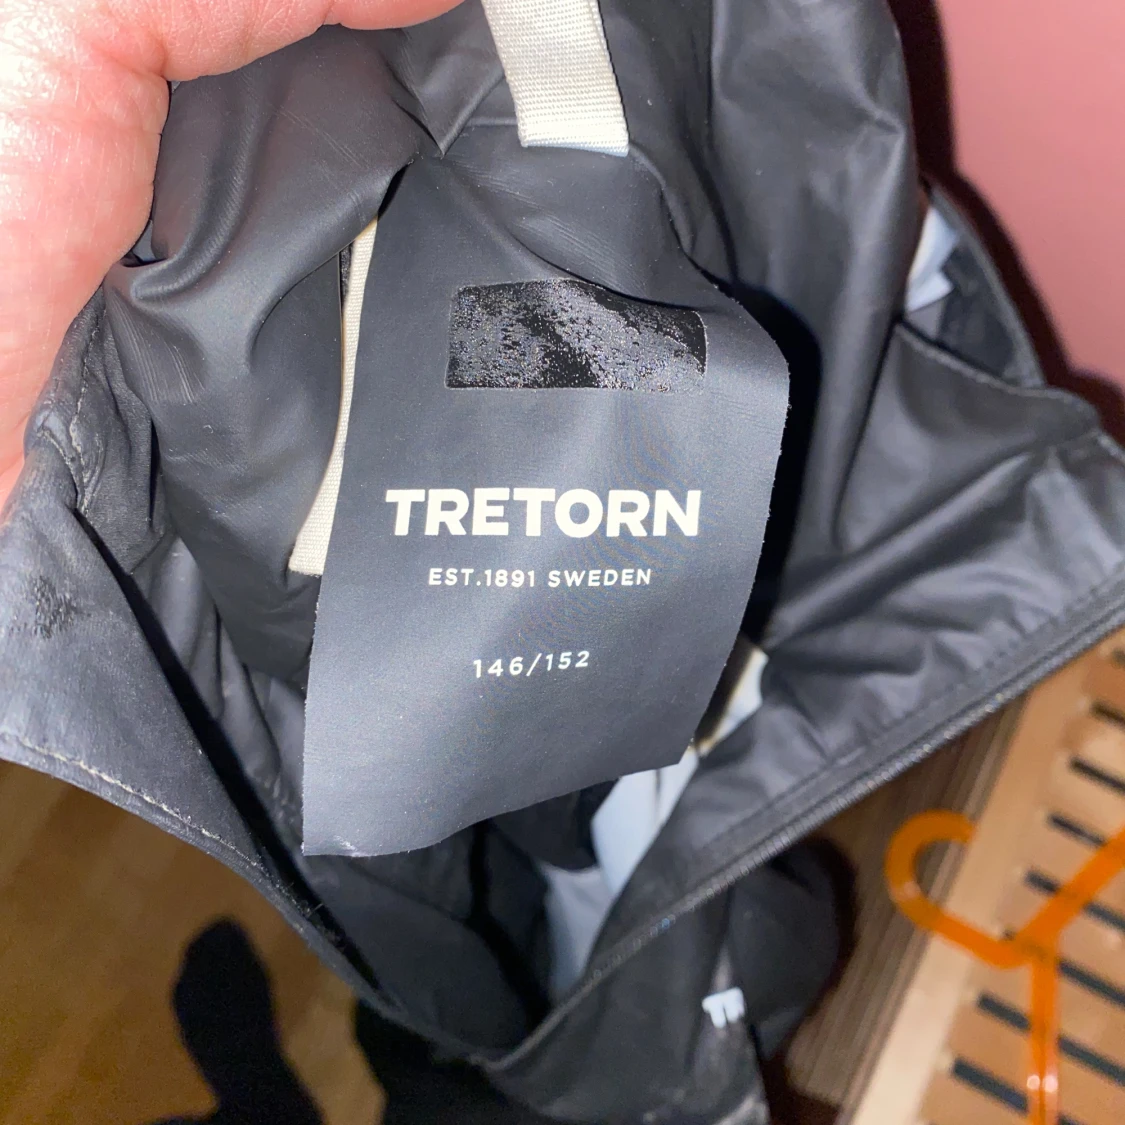 TRETORN
EST.1891 SWEDEN
146/152